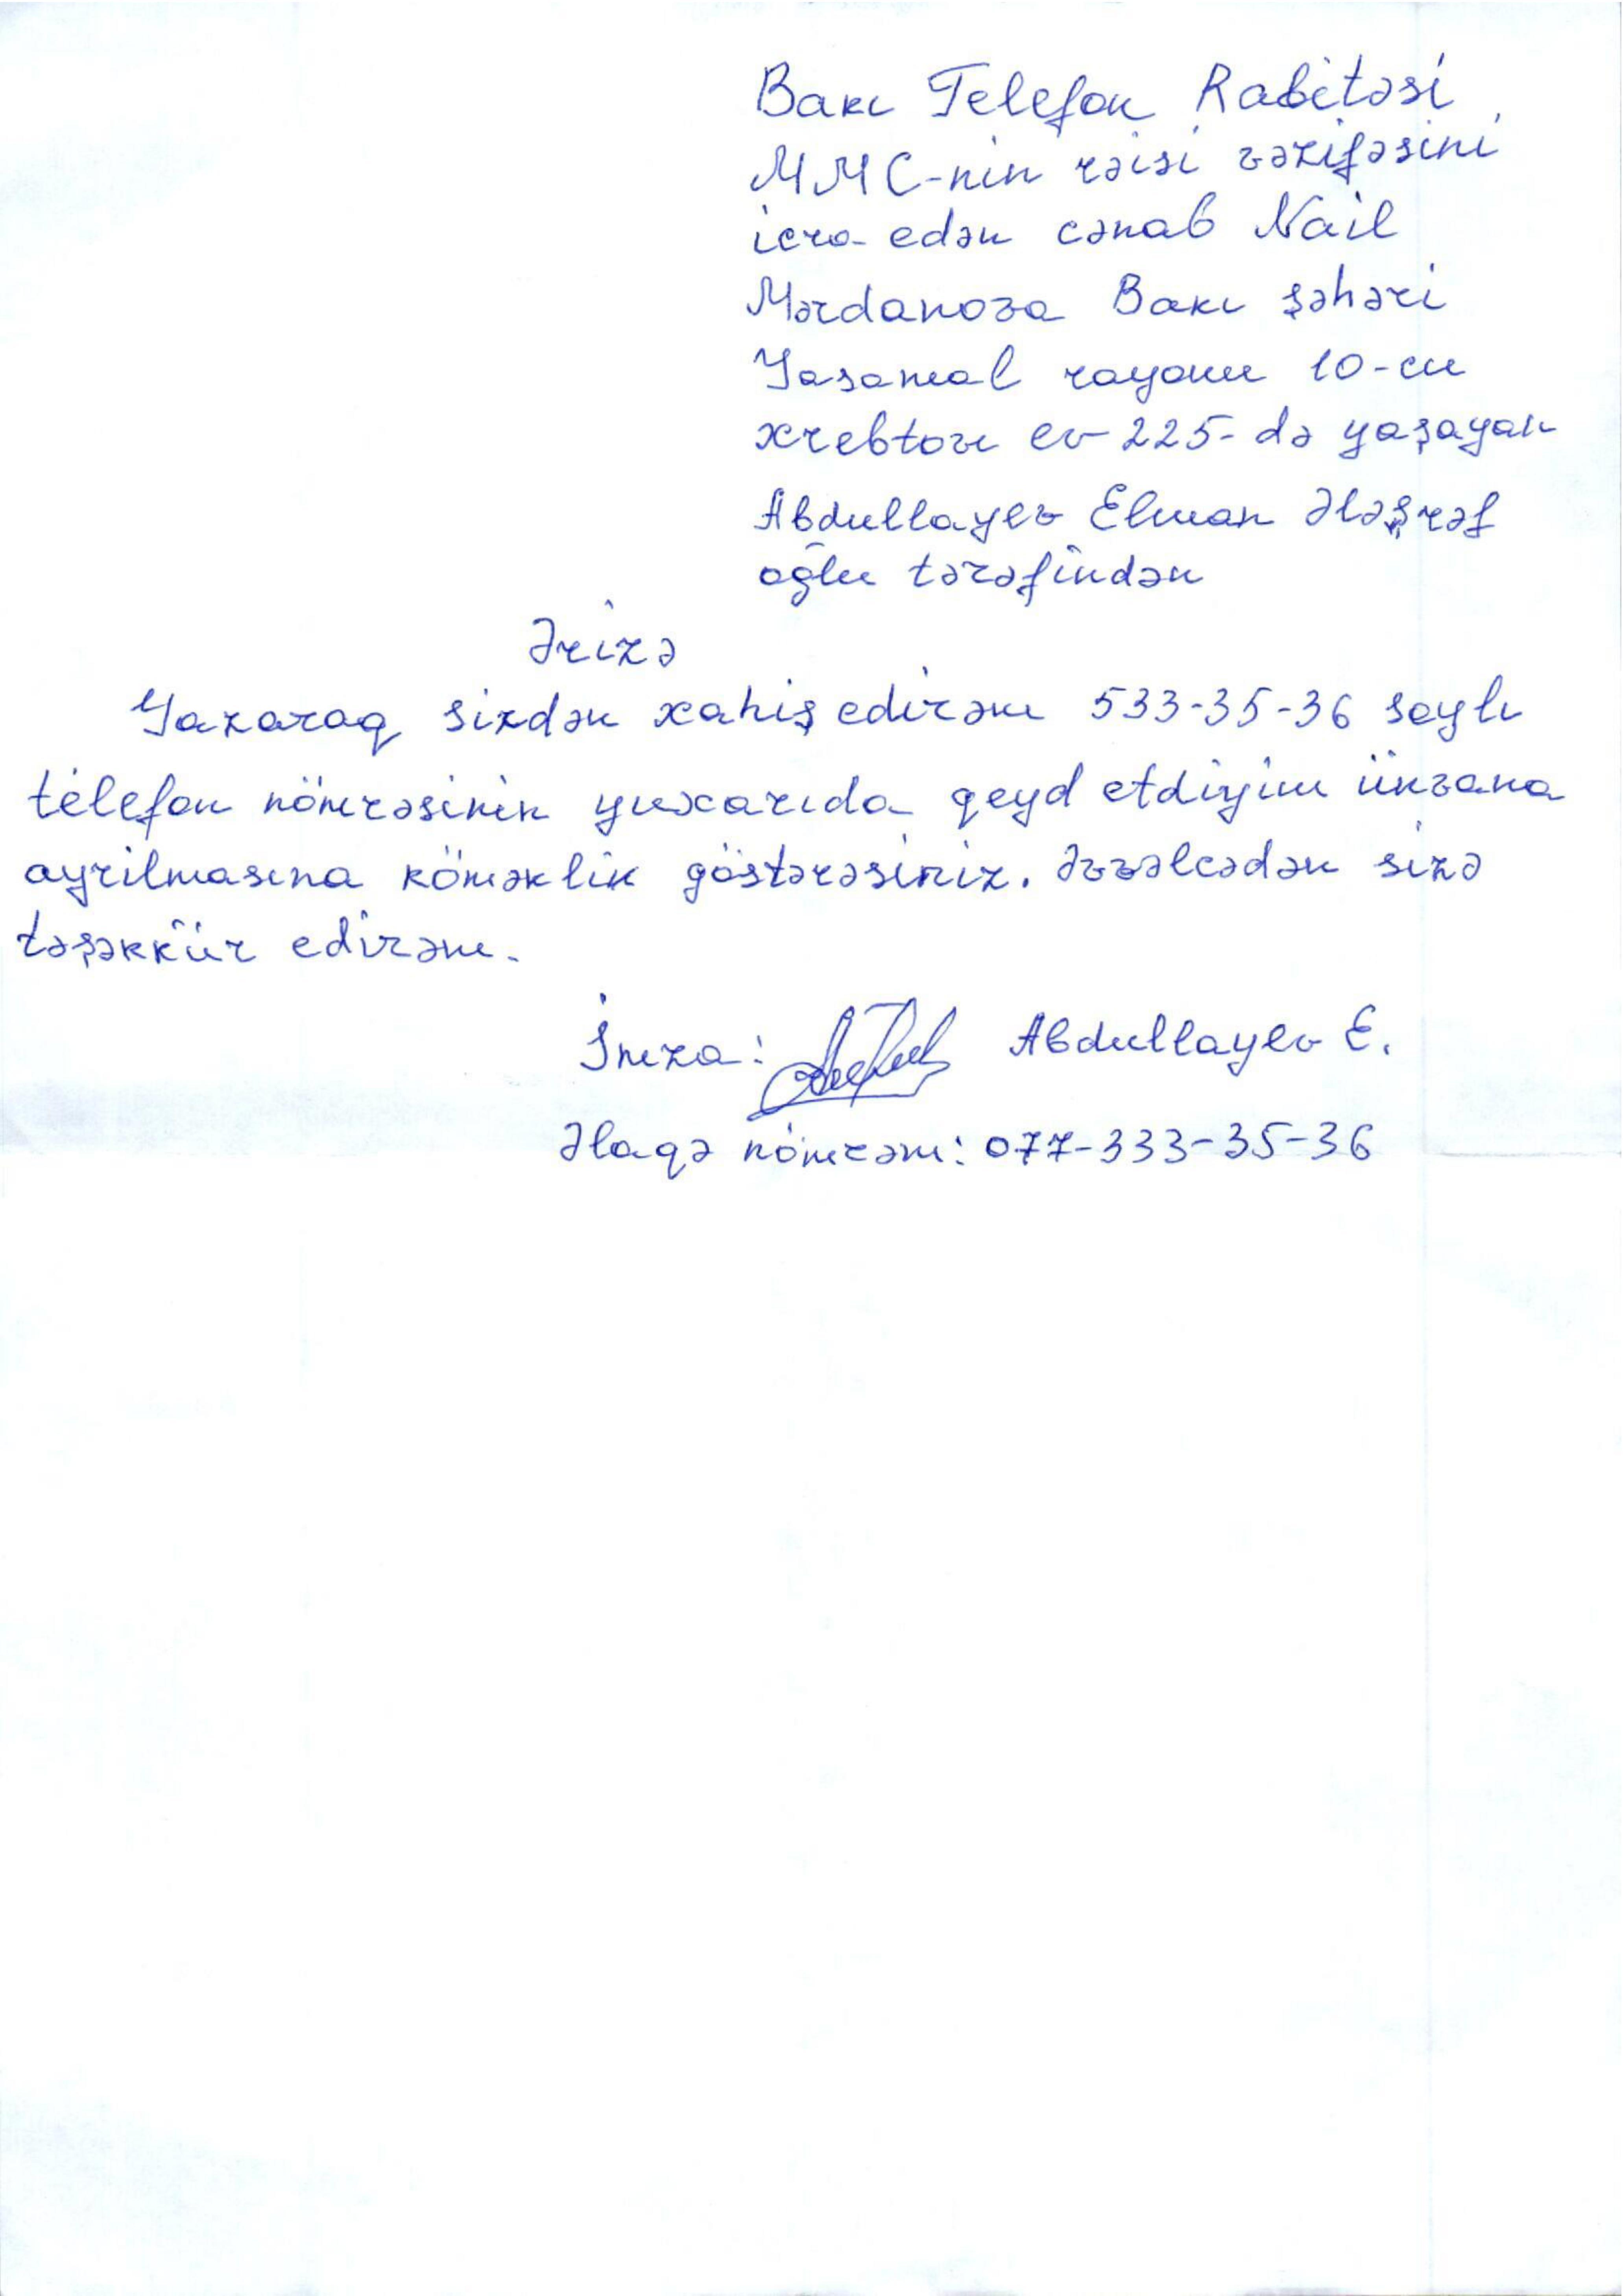 Bakı Telefon Rabitəsi
MMC-nin rəisi vəzifəsini
icra edən cənab Nail
Mərdanova Bakı şəhəri
Yasamal rayonu 10-cu
xrebtovı ev 225-də yaşayan
Abdullayev Elman Ələşrəf
oğlu tərəfindən
Ərizə
Yazaraq sizdən xahiş edirəm 533-35-36 saylı
telefon nömrəsinin yuxarıda qeyd etdiyim ünvana
ayrilmasına köməklik göstərəsiniz. Əvvəlcədən sizə
təşəkkür edirəm.
İmza: Abdullayev E.
Əlaqə nömrəm: 077-333-35-36